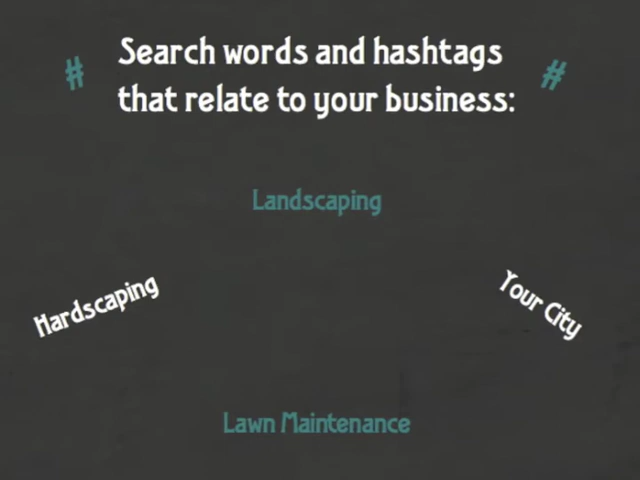 # Search words and hashtags #
that relate to your business:
Landscaping
Hardscaping
Your City
Lawn Maintenance